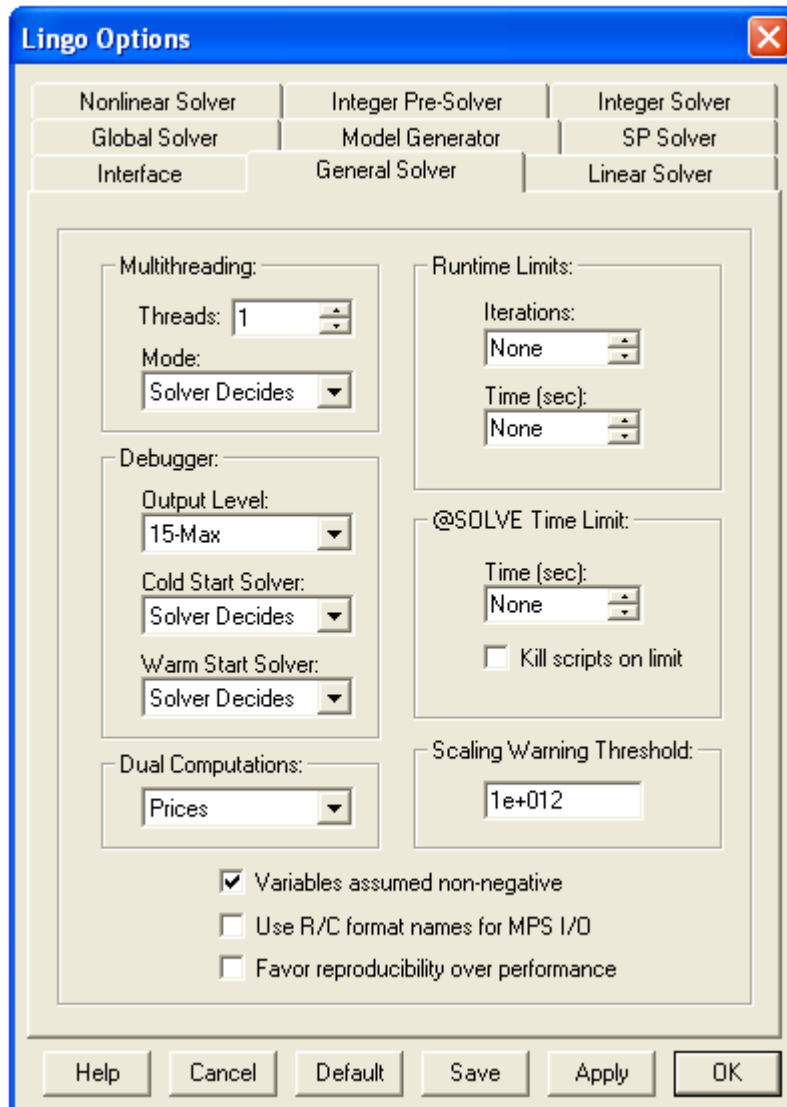 Lingo Options
Nonlinear Solver Integer Pre-Solver Integer Solver
Global Solver Model Generator SP Solver
Interface General Solver Linear Solver
Multithreading:
Threads: 1
Mode:
Solver Decides
Debugger:
Output Level:
15-Max
Cold Start Solver:
Solver Decides
Warm Start Solver:
Solver Decides
Dual Computations:
Prices
Runtime Limits:
Iterations:
None
Time (sec):
None
@SOLVE Time Limit:
Time (sec):
None
Kill scripts on limit
Scaling Warning Threshold:
1e+012
Variables assumed non-negative
Use R/C format names for MPS I/O
Favor reproducibility over performance
Help Cancel Default Save Apply OK